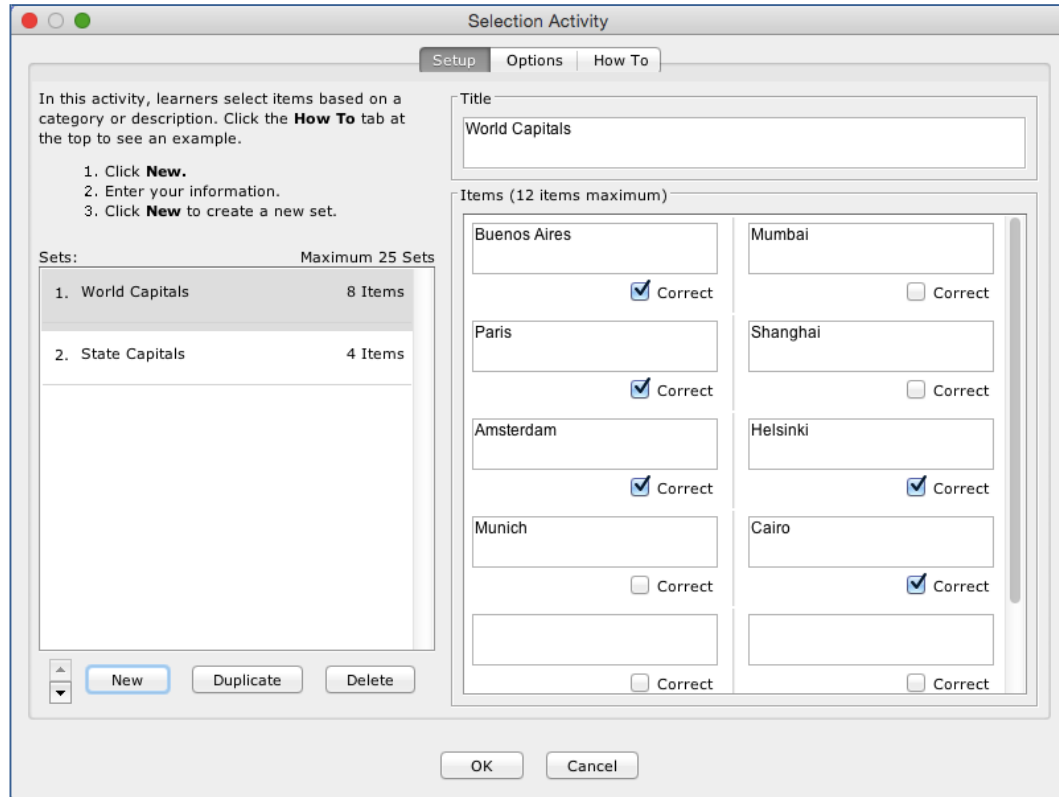 Selection Activity
Setup Options How To
In this activity, learners select items based on a
category or description. Click the How To tab at
the top to see an example.
1. Click New.
2. Enter your information.
3. Click New to create a new set.
Sets: Maximum 25 Sets
1. World Capitals 8 Items
2. State Capitals 4 Items
New Duplicate Delete
Title
World Capitals
Items (12 items maximum)
Buenos Aires Mumbai
Correct Correct
Paris Shanghai
Correct Correct
Amsterdam Helsinki
Correct Correct
Munich Cairo
Correct Correct
Correct Correct
OK Cancel